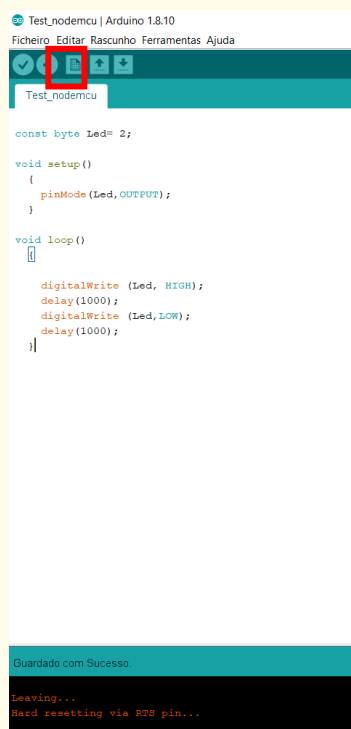 Test_nodemcu | Arduino 1.8.10
Ficheiro Editar Rascunho Ferramentas Ajuda
Test_nodemcu
const byte Led= 2;
void setup()
{
pinMode(Led,OUTPUT);
}
void loop()
{
digitalWrite (Led, HIGH);
delay(1000);
digitalWrite (Led,LOW);
delay(1000);
}
Guardado com Sucesso.
Leaving...
Hard resetting via RTS pin...